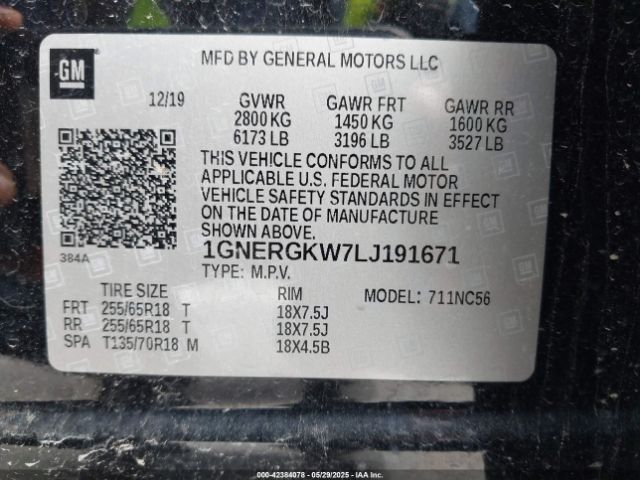 GM
MFD BY GENERAL MOTORS LLC
12/19 GVWR GAWR FRT GAWR RR
2800 KG 1450 KG 1600 KG
6173 LB 3196 LB 3527 LB
THIS VEHICLE CONFORMS TO ALL
APPLICABLE U.S. FEDERAL MOTOR
VEHICLE SAFETY STANDARDS IN EFFECT
ON THE DATE OF MANUFACTURE
SHOWN ABOVE.
384A
1GNERGKW7LJ191671
TYPE: M.P.V.
TIRE SIZE RIM MODEL: 711NC56
FRT 255/65R18 T 18X7.5J
RR 255/65R18 T 18X7.5J
SPA T135/70R18 M 18X4.5B
000-42384078 - 05/29/2025 - IAAI.COM